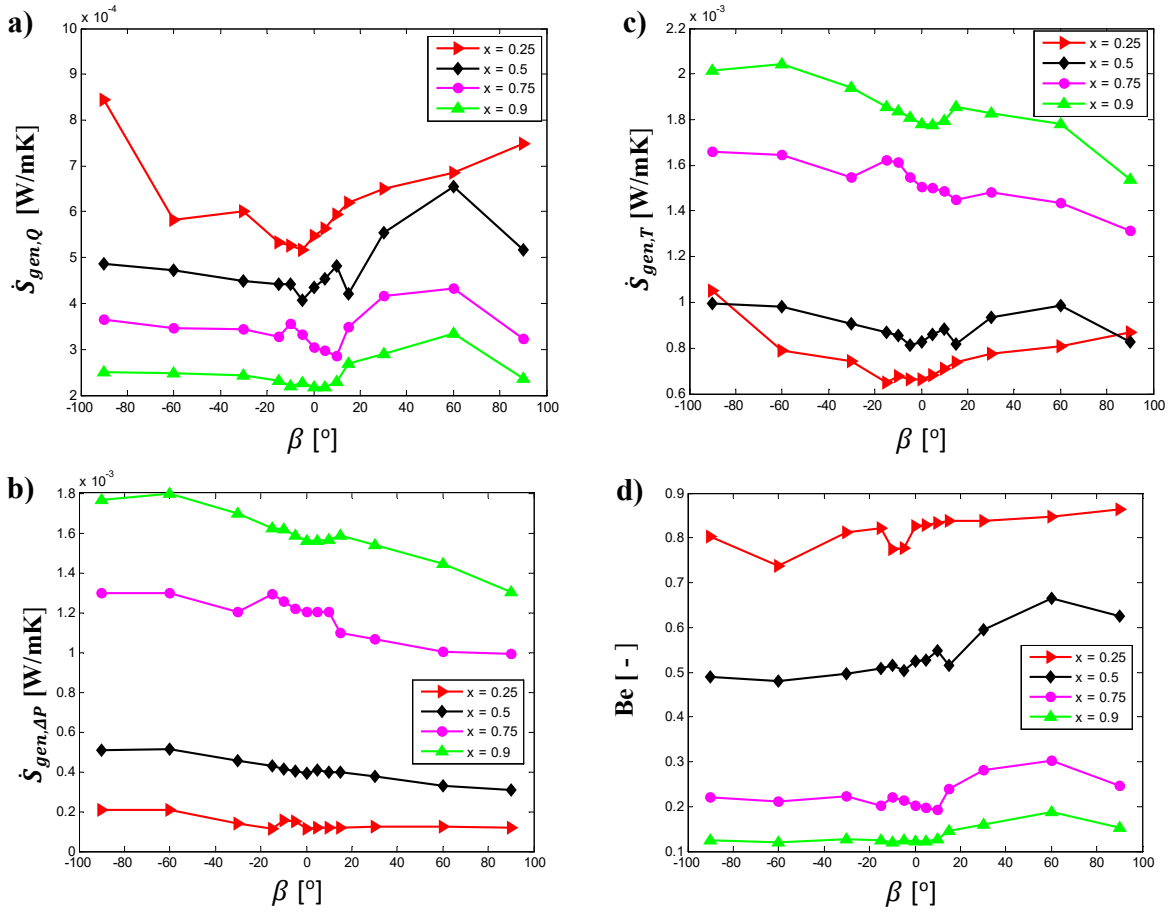 a)
x 10⁻⁴
10
9
8
7
6
5
4
3
2
Ṡgen,Q [W/mK]
-100 -80 -60 -40 -20 0 20 40 60 80 100
β [º]
x = 0.25
x = 0.5
x = 0.75
x = 0.9
c)
x 10⁻³
2.2
2
1.8
1.6
1.4
1.2
1
0.8
0.6
Ṡgen,T [W/mK]
-100 -80 -60 -40 -20 0 20 40 60 80 100
β [º]
x = 0.25
x = 0.5
x = 0.75
x = 0.9
b)
x 10⁻³
1.8
1.6
1.4
1.2
1
0.8
0.6
0.4
0.2
0
Ṡgen,ΔP [W/mK]
-100 -80 -60 -40 -20 0 20 40 60 80 100
β [º]
x = 0.25
x = 0.5
x = 0.75
x = 0.9
d)
0.9
0.8
0.7
0.6
0.5
0.4
0.3
0.2
0.1
Be [ - ]
-100 -80 -60 -40 -20 0 20 40 60 80 100
β [º]
x = 0.25
x = 0.5
x = 0.75
x = 0.9